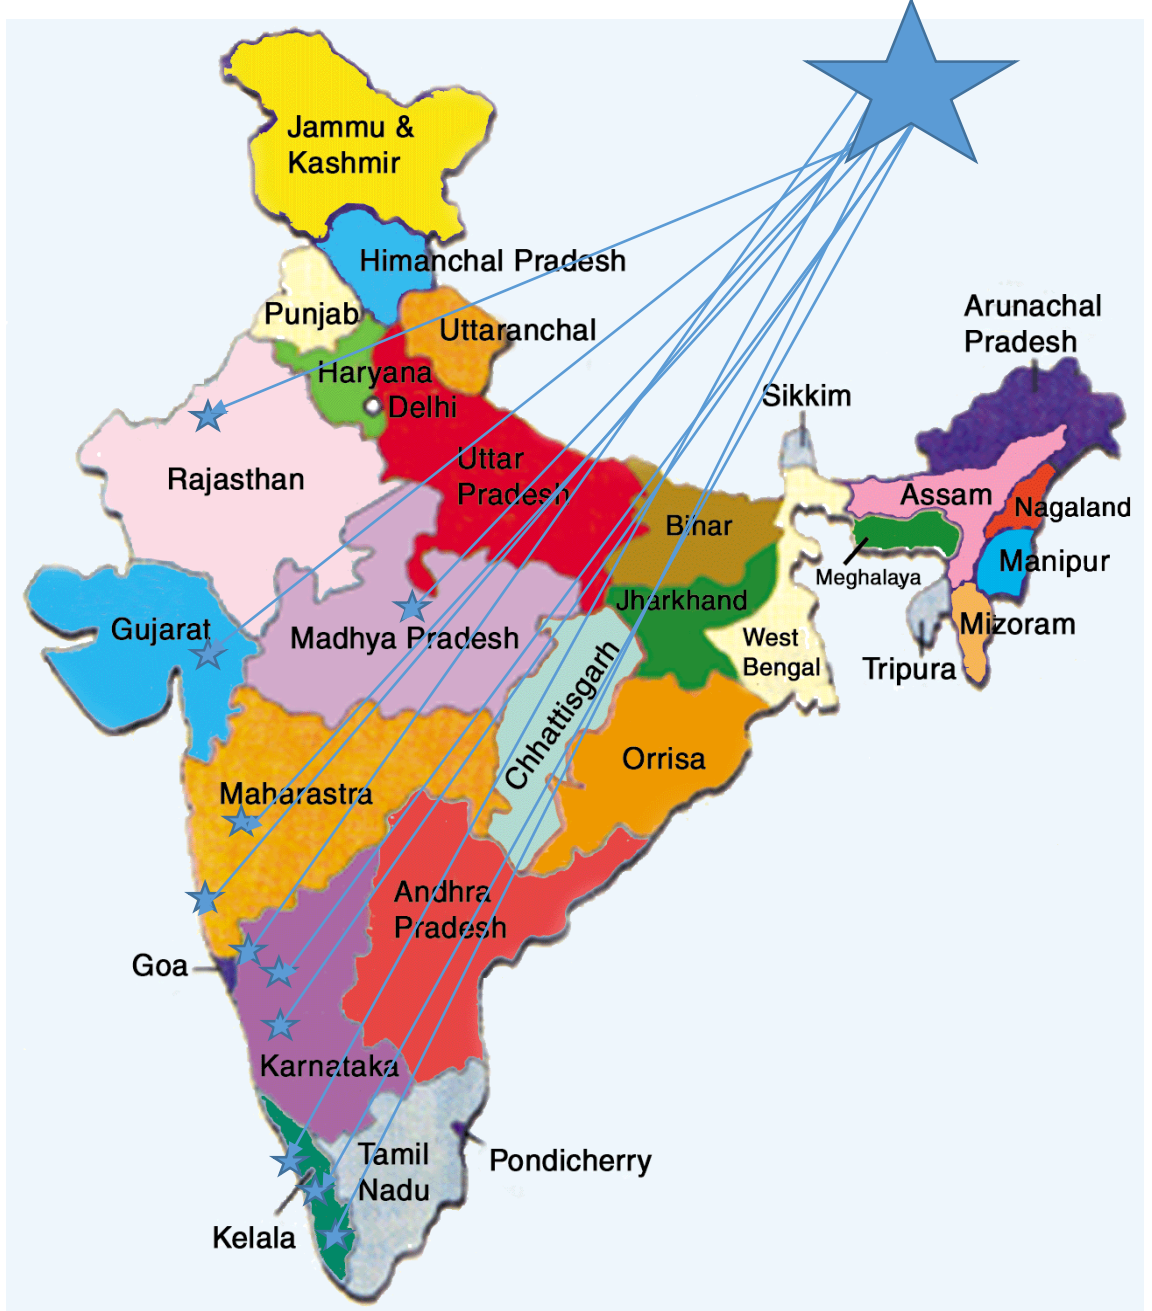 Jammu &
Kashmir
Himanchal Pradesh
Punjab
Uttaranchal
Arunachal
Pradesh
Haryana
Delhi
Sikkim
Rajasthan
Uttar
Pradesh
Assam
Nagaland
Bihar
Manipur
Meghalaya
Jharkhand
Gujarat
Madhya Pradesh
West
Bengal
Mizoram
Tripura
Chhattisgarh
Orrisa
Maharastra
Andhra
Pradesh
Goa
Karnataka
Tamil
Nadu
Pondicherry
Kelala